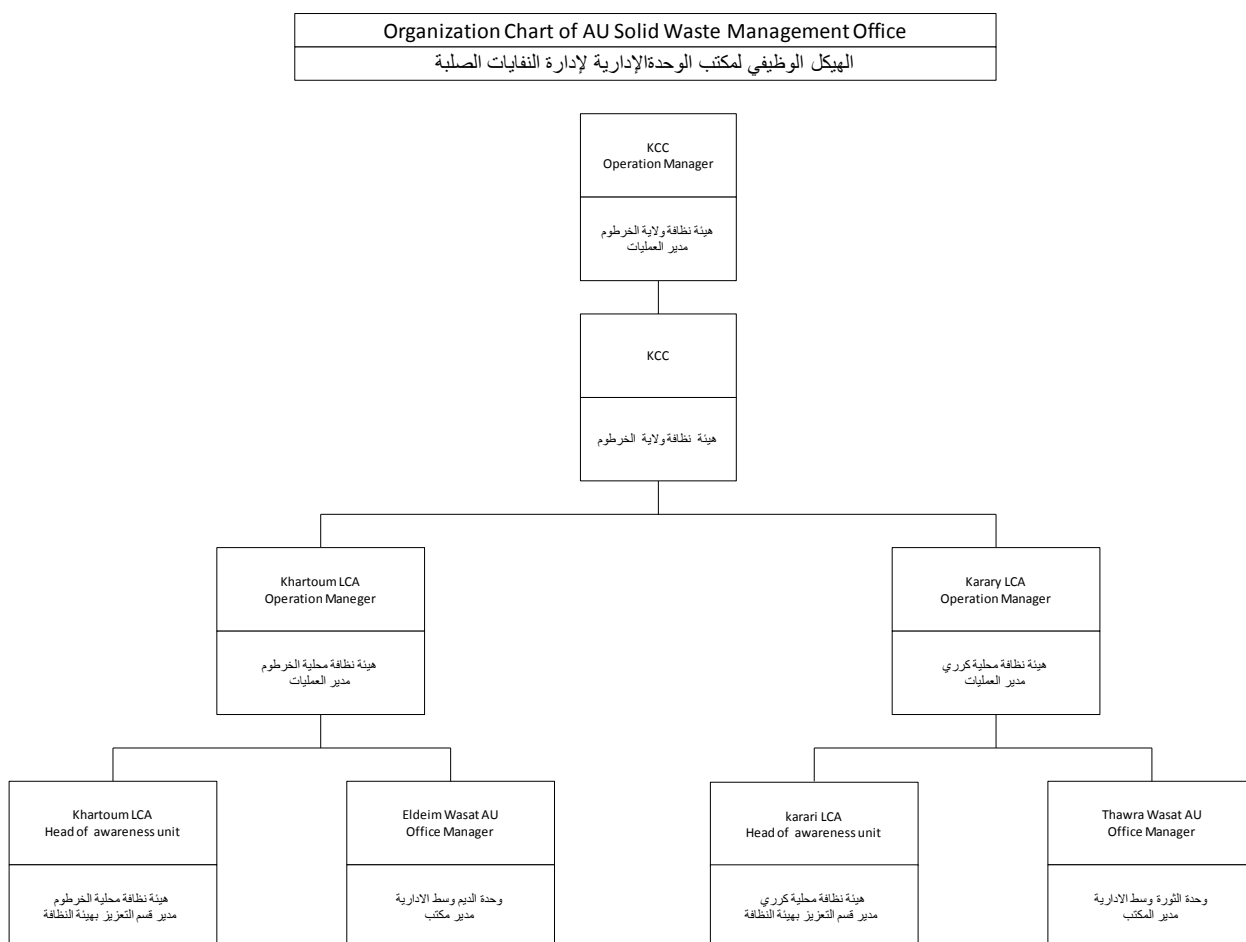 Organization Chart of AU Solid Waste Management Office
الهيكل الوظيفي لمكتب الوحدةالإدارية لإدارة النفايات الصلبة
KCC
Operation Manager
هيئة نظافة ولاية الخرطوم
مدير العمليات
KCC
هيئة نظافة ولاية الخرطوم
Khartoum LCA
Operation Maneger
هيئة نظافة محلية الخرطوم
مدير العمليات
Karary LCA
Operation Manager
هيئة نظافة محلية كرري
مدير العمليات
Khartoum LCA
Head of awareness unit
هيئة نظافة محلية الخرطوم
مدير قسم التعزيز بهيئة النظافة
Eldeim Wasat AU
Office Manager
وحدة الديم وسط الادارية
مدير مكتب
karari LCA
Head of awareness unit
هيئة نظافة محلية كرري
مدير قسم التعزيز بهيئة النظافة
Thawra Wasat AU
Office Manager
وحدة الثورة وسط الادارية
مدير المكتب